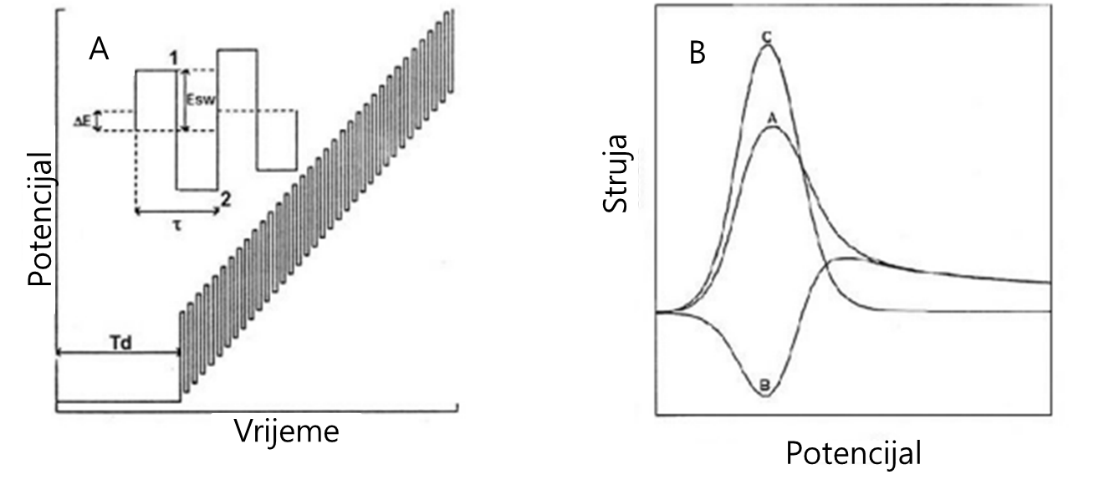 A
1
Esw
ΔE
2
τ
Td
Potencijal
Vrijeme
B
C
A
B
Struja
Potencijal